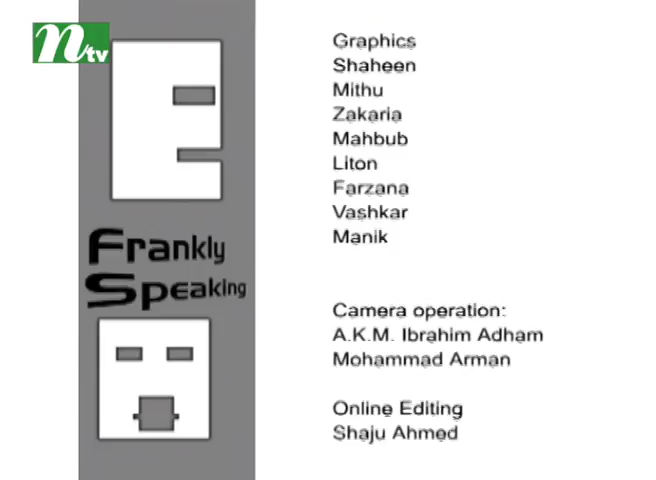 ntv
Frankly
Speaking
Graphics
Shaheen
Mithu
Zakaria
Mahbub
Liton
Farzana
Vashkar
Manik
Camera operation:
A.K.M. Ibrahim Adham
Mohammad Arman
Online Editing
Shaju Ahmed